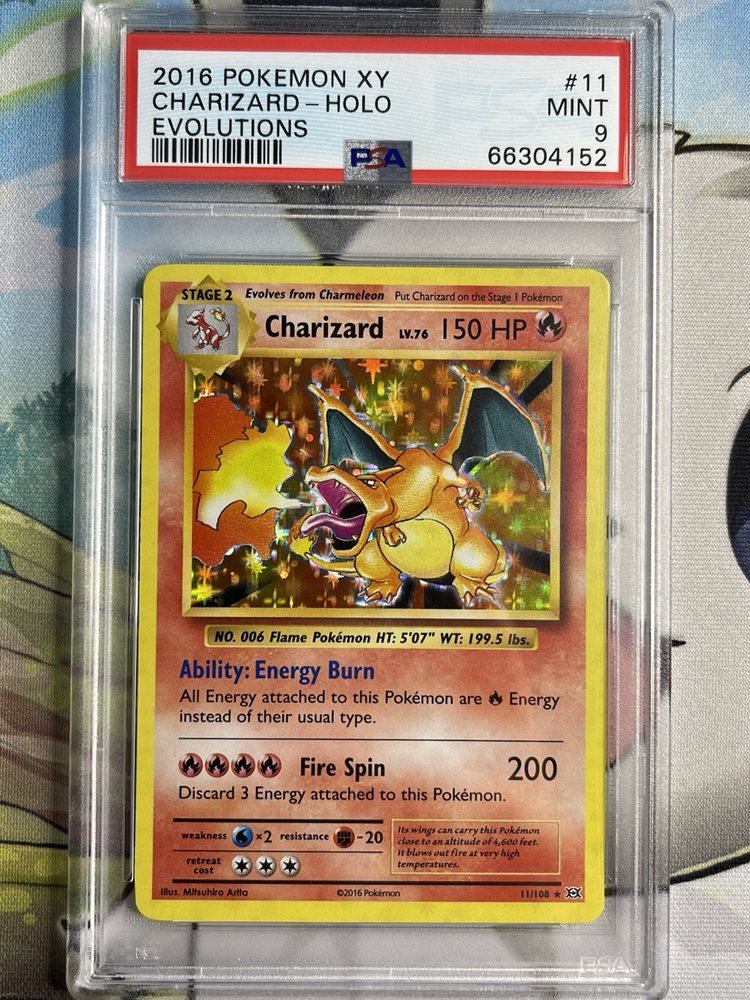 2016 POKEMON XY #11
CHARIZARD–HOLO MINT
EVOLUTIONS 9
PSA 66304152
STAGE 2 Evolves from Charmeleon Put Charizard on the Stage 1 Pokémon
Charizard LV.76 150 HP
NO. 006 Flame Pokémon HT: 5'07" WT: 199.5 lbs.
Ability: Energy Burn
All Energy attached to this Pokémon are Energy
instead of their usual type.
Fire Spin 200
Discard 3 Energy attached to this Pokémon.
weakness ×2 resistance -20
retreat
cost
Its wings can carry this Pokémon
close to an altitude of 4,600 feet.
It blows out fire at very high
temperatures.
Illus. Mitsuhiro Arita ©2016 Pokémon 11/108 ★
PSA